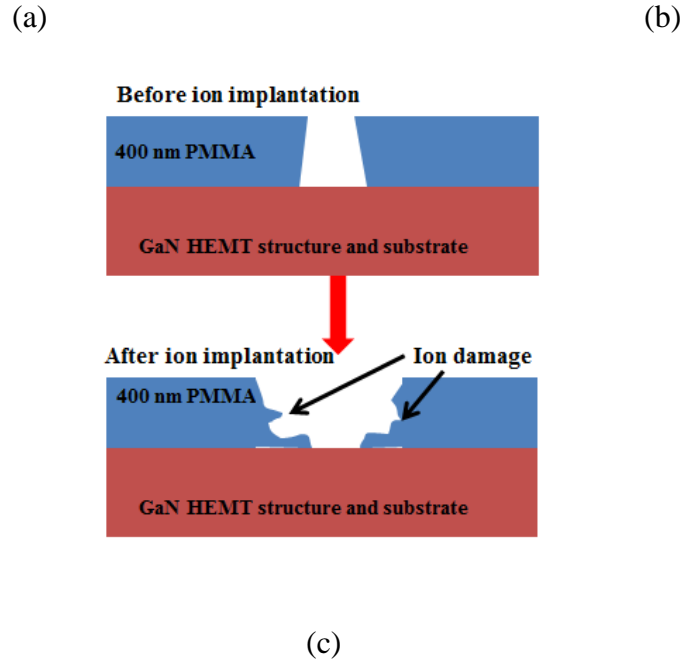 (a) (b)
Before ion implantation
400 nm PMMA
GaN HEMT structure and substrate
After ion implantation Ion damage
400 nm PMMA
GaN HEMT structure and substrate
(c)